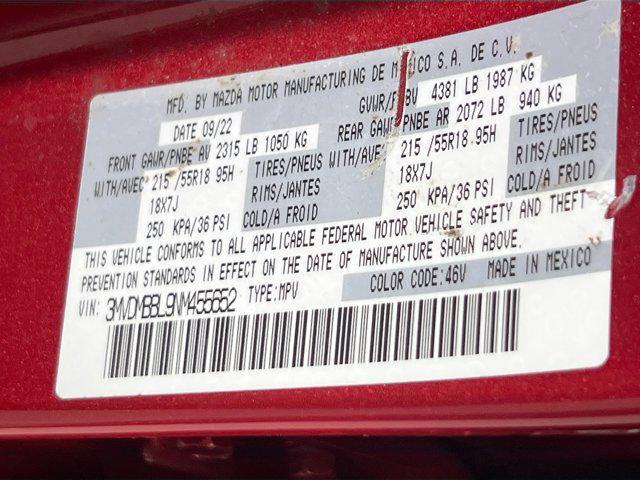 MFD. BY MAZDA MOTOR MANUFACTURING DE MEXICO S.A. DE C.V.
DATE 09/22 GVWR/PNBV 4381 LB 1987 KG
FRONT GAWR/PNBE AV 2315 LB 1050 KG REAR GAWR/PNBE AR 2072 LB 940 KG
WITH/AVEC 215 /55R18 95H TIRES/PNEUS WITH/AVEC 215 /55R18 95H TIRES/PNEUS
18X7J RIMS/JANTES 18X7J RIMS/JANTES
250 KPA/36 PSI COLD/A FROID 250 KPA/36 PSI COLD/A FROID
THIS VEHICLE CONFORMS TO ALL APPLICABLE FEDERAL MOTOR VEHICLE SAFETY AND THEFT
PREVENTION STANDARDS IN EFFECT ON THE DATE OF MANUFACTURE SHOWN ABOVE.
VIN: 3MVDMBBL9NM455652 TYPE:MPV COLOR CODE:46V MADE IN MEXICO